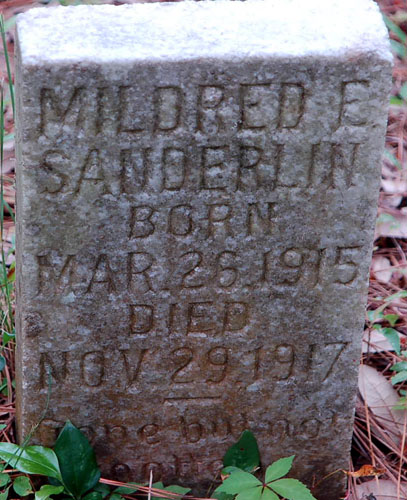 MILDRED E.
SANDERLIN
BORN
MAR. 26. 1915
DIED
NOV. 29. 1917
Gone but not